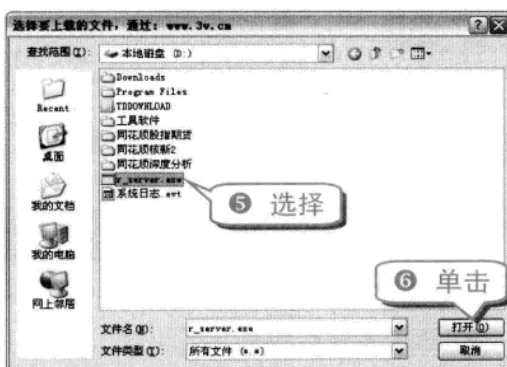 选择要上载的文件，通过: www.3v.cm
查找范围(I):
本地磁盘 (D:)
Recent
桌面
我的文档
我的电脑
网上邻居
Downloads
Program Files
TDDOWNLOAD
工具软件
同花顺股指期货
同花顺核新2
同花顺深度分析
r_server.exe
系统日志.evt
❺ 选择
❻ 单击
文件名(N):
r_server.exe
打开(O)
文件类型(T):
所有文件 (*.*)
取消